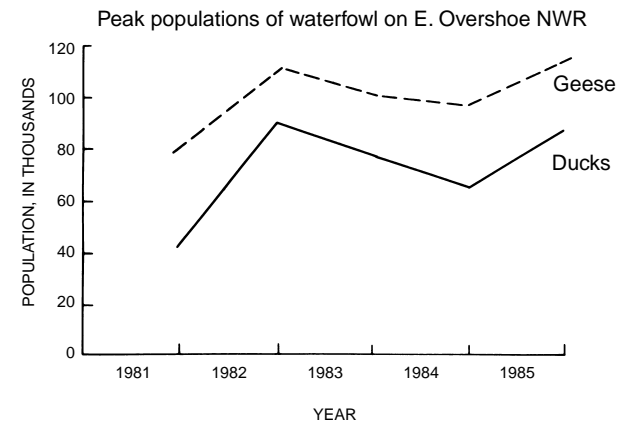 Peak populations of waterfowl on E. Overshoe NWR
POPULATION, IN THOUSANDS
120
100
80
60
40
20
0
Geese
Ducks
1981 1982 1983 1984 1985
YEAR